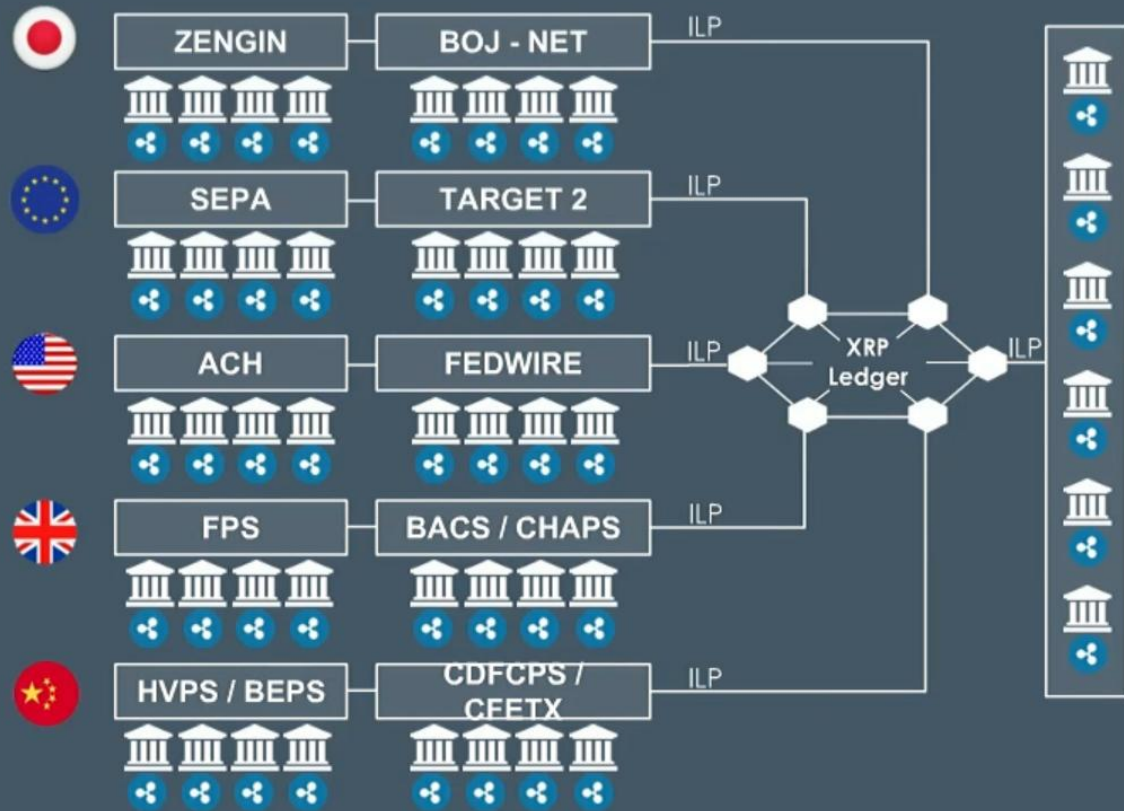 ZENGIN
BOJ - NET
ILP
SEPA
TARGET 2
ILP
ACH
FEDWIRE
ILP
XRP
Ledger
ILP
FPS
BACS / CHAPS
ILP
HVPS / BEPS
CDFCPS /
CFETX
ILP